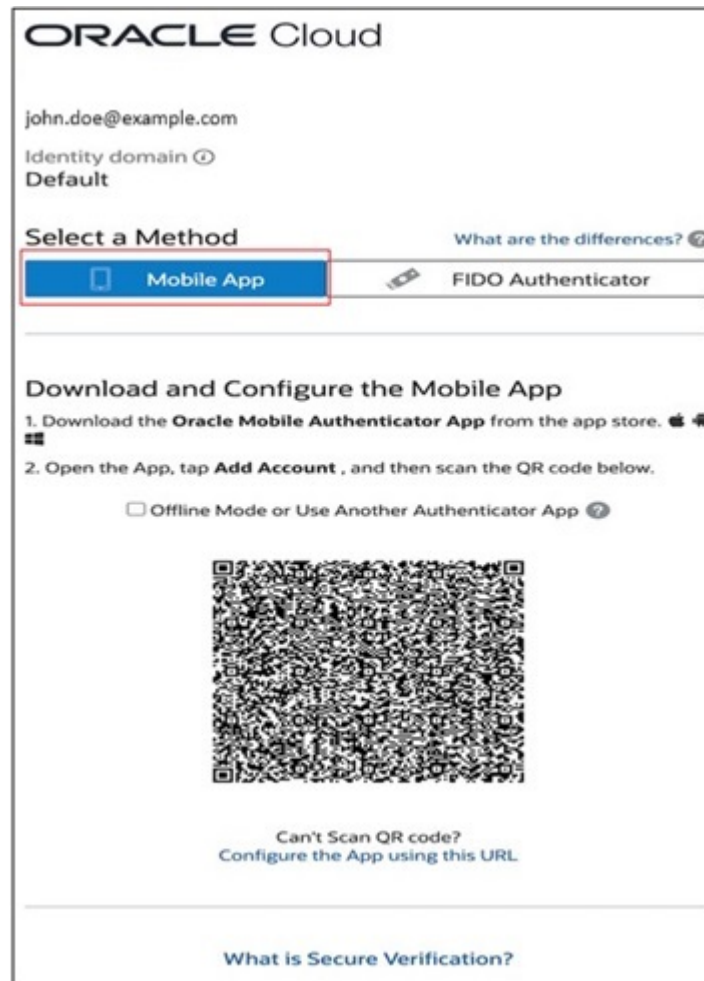 ORACLE Cloud
john.doe@example.com
Identity domain
Default
Select a Method
What are the differences?
Mobile App
FIDO Authenticator
Download and Configure the Mobile App
1. Download the Oracle Mobile Authenticator App from the app store.
2. Open the App, tap Add Account , and then scan the QR code below.
Offline Mode or Use Another Authenticator App
Can't Scan QR code?
Configure the App using this URL
What is Secure Verification?